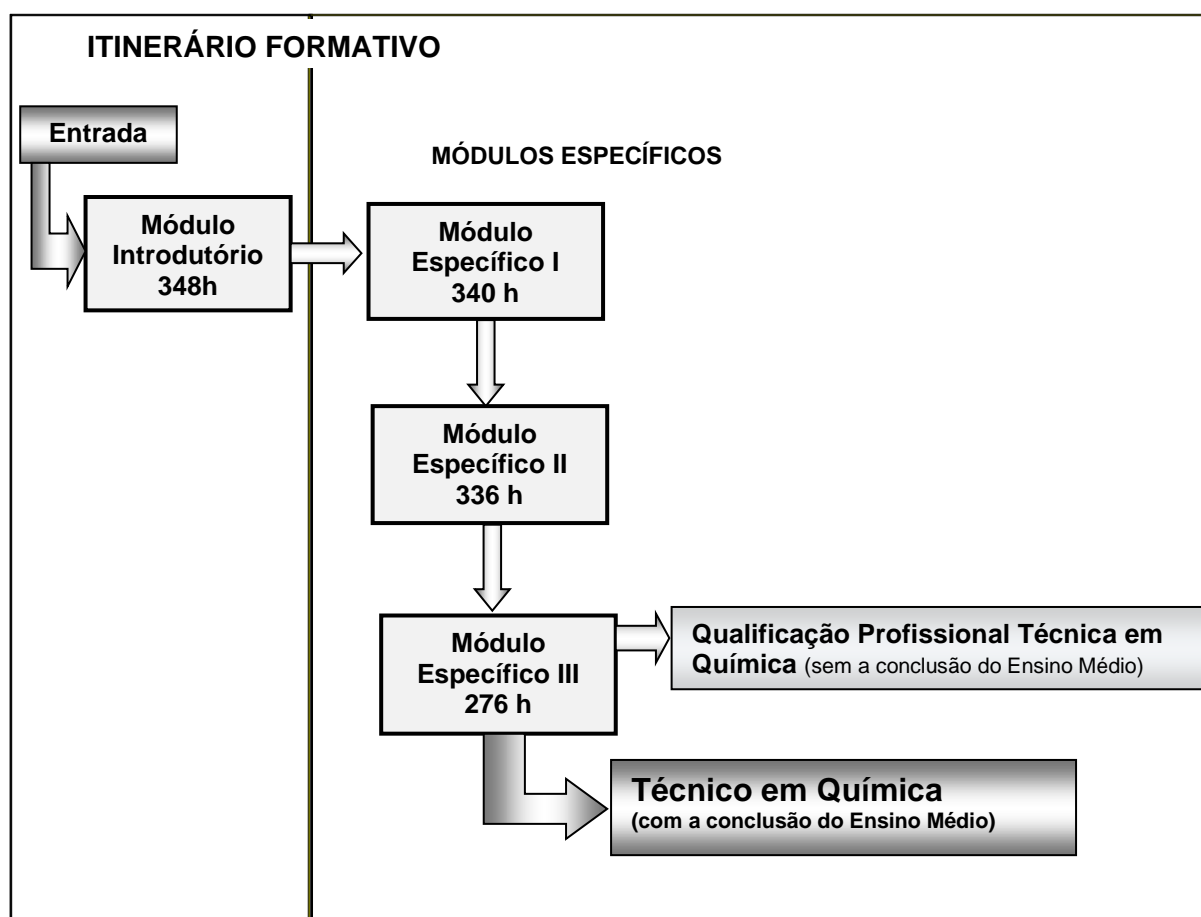 ITINERÁRIO FORMATIVO
Entrada
MÓDULOS ESPECÍFICOS
Módulo
Introdutório
348h
Módulo
Específico I
340 h
Módulo
Específico II
336 h
Módulo
Específico III
276 h
Qualificação Profissional Técnica em
Química (sem a conclusão do Ensino Médio)
Técnico em Química
(com a conclusão do Ensino Médio)